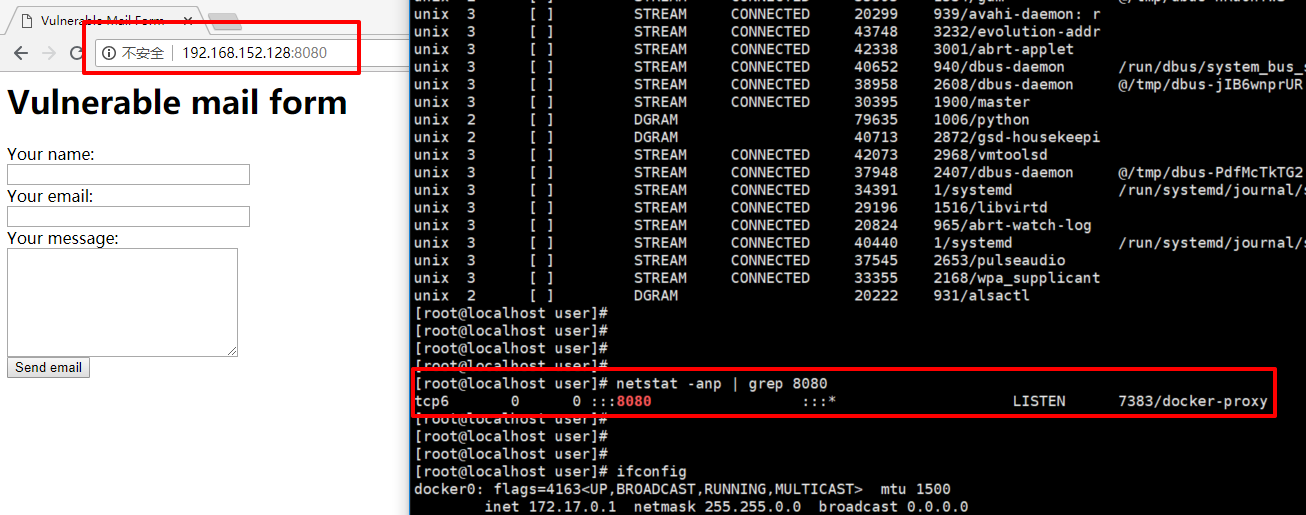 Vulnerable Mail Form
不安全 192.168.152.128:8080
Vulnerable mail form
Your name:
Your email:
Your message:
Send email
unix 3 [ ] STREAM CONNECTED 20299 939/avahi-daemon: r
unix 3 [ ] STREAM CONNECTED 43748 3232/evolution-addr
unix 3 [ ] STREAM CONNECTED 42338 3001/abrt-applet
unix 3 [ ] STREAM CONNECTED 40652 940/dbus-daemon /run/dbus/system_bus_s
unix 3 [ ] STREAM CONNECTED 38958 2608/dbus-daemon @/tmp/dbus-jIB6wnprUR
unix 3 [ ] STREAM CONNECTED 30395 1900/master
unix 2 [ ] DGRAM 79635 1006/python
unix 2 [ ] DGRAM 40713 2872/gsd-housekeepi
unix 3 [ ] STREAM CONNECTED 42073 2968/vmtoolsd
unix 3 [ ] STREAM CONNECTED 37948 2407/dbus-daemon @/tmp/dbus-PdfMcTkTG2
unix 3 [ ] STREAM CONNECTED 34391 1/systemd /run/systemd/journal/s
unix 3 [ ] STREAM CONNECTED 29196 1516/libvirtd
unix 3 [ ] STREAM CONNECTED 20824 965/abrt-watch-log
unix 3 [ ] STREAM CONNECTED 40440 1/systemd /run/systemd/journal/s
unix 3 [ ] STREAM CONNECTED 37545 2653/pulseaudio
unix 3 [ ] STREAM CONNECTED 33355 2168/wpa_supplicant
unix 2 [ ] DGRAM 20222 931/alsactl
[root@localhost user]#
[root@localhost user]#
[root@localhost user]#
[root@localhost user]#
[root@localhost user]# netstat -anp | grep 8080
tcp6 0 0 :::8080 :::* LISTEN 7383/docker-proxy
[root@localhost user]#
[root@localhost user]#
[root@localhost user]#
[root@localhost user]# ifconfig
docker0: flags=4163<UP,BROADCAST,RUNNING,MULTICAST> mtu 1500
inet 172.17.0.1 netmask 255.255.0.0 broadcast 0.0.0.0